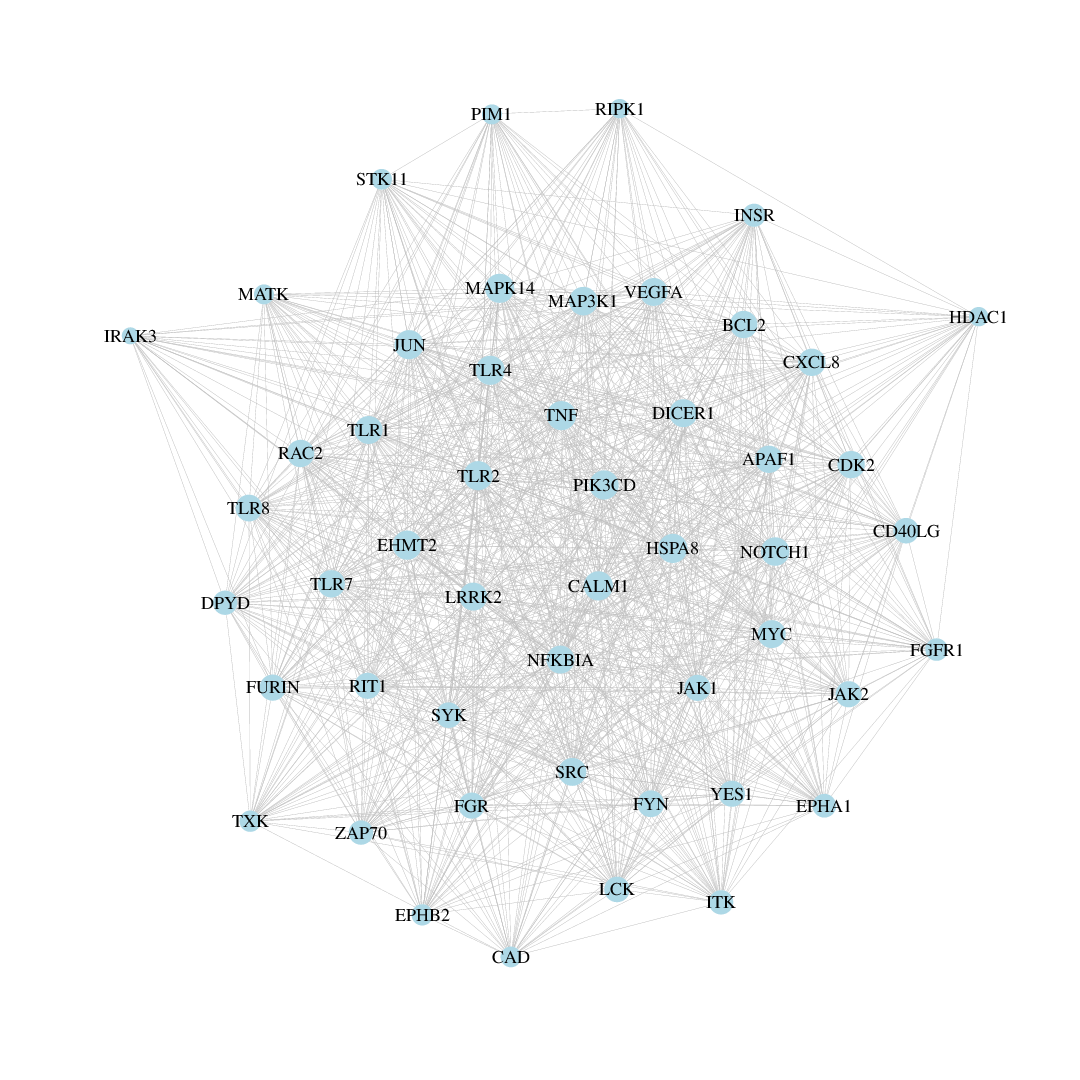 RIPK1
PIM1
STK11
INSR
MAPK14
VEGFA
MATK
MAP3K1
HDAC1
BCL2
IRAK3
JUN
CXCL8
TLR4
DICER1
TNF
TLR1
RAC2
APAF1
CDK2
TLR2
PIK3CD
TLR8
CD40LG
EHMT2
HSPA8
NOTCH1
TLR7
CALM1
LRRK2
DPYD
MYC
FGFR1
NFKBIA
RIT1
FURIN
JAK1
JAK2
SYK
SRC
YES1
FYN
FGR
EPHA1
TXK
ZAP70
LCK
ITK
EPHB2
CAD